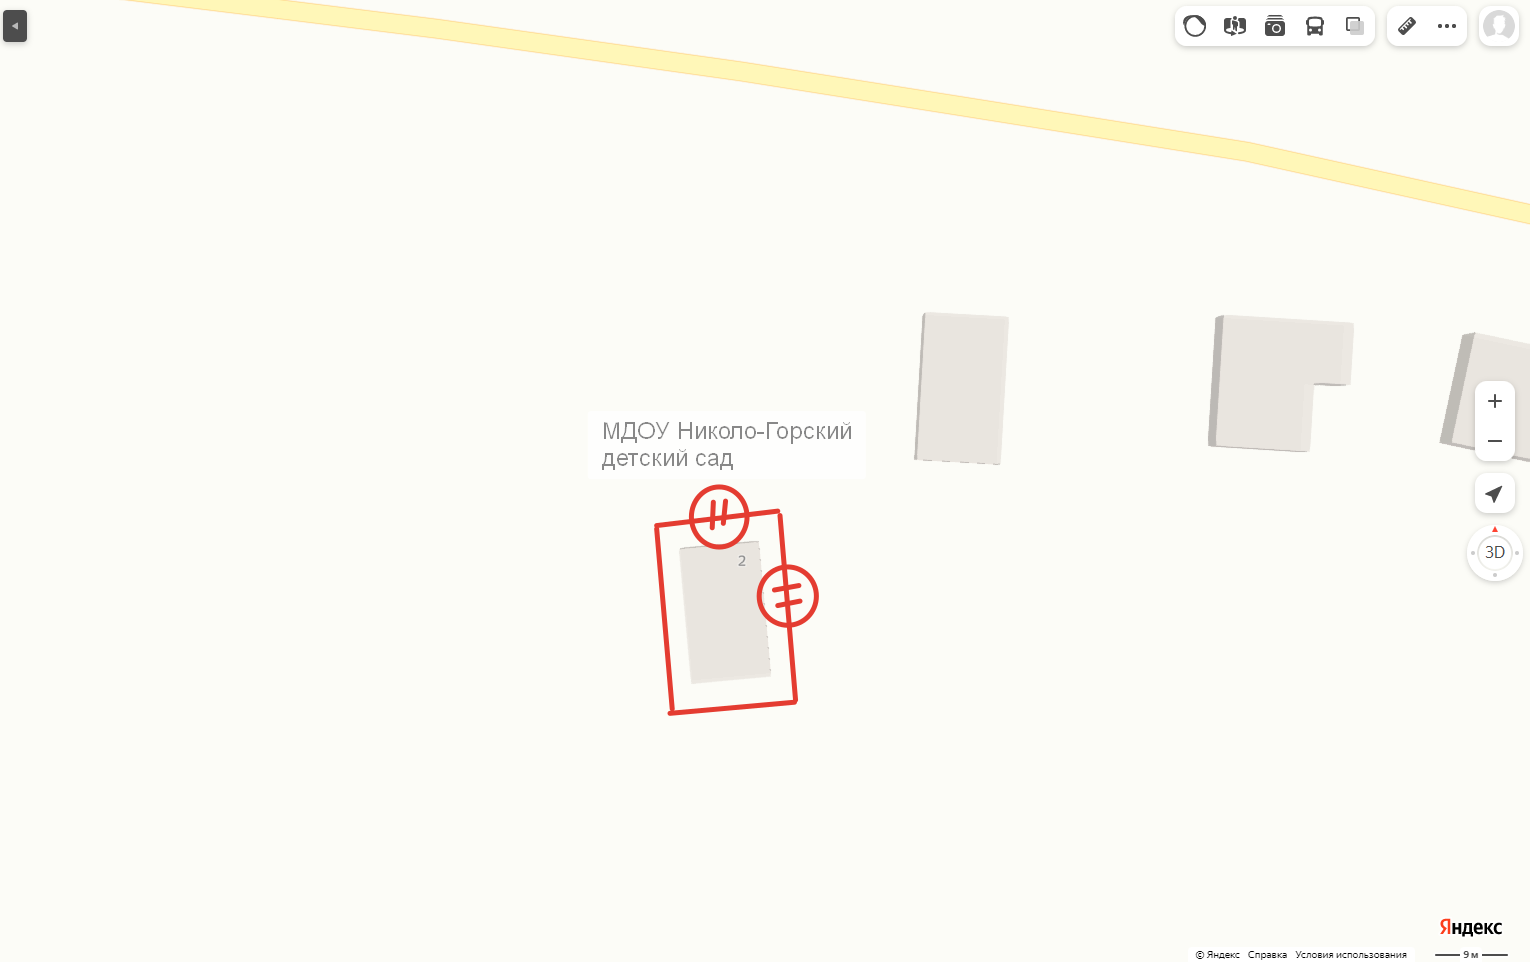 МДОУ Николо-Горский
детский сад
2
3D
Яндекс
© Яндекс Справка Условия использования
9 м